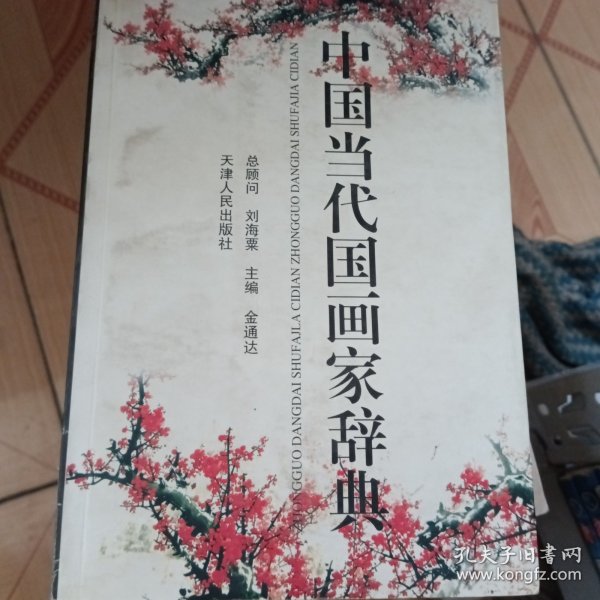 中国当代国画家辞典
ZHONGGUO DANGDAI SHUFAJLA CIDIAN ZHONGGUO DANGDAI SHUFAJIA CIDIAN
总顾问 刘海粟 主编 金通达
天津人民出版社
孔夫子旧书网
www.kongfz.com